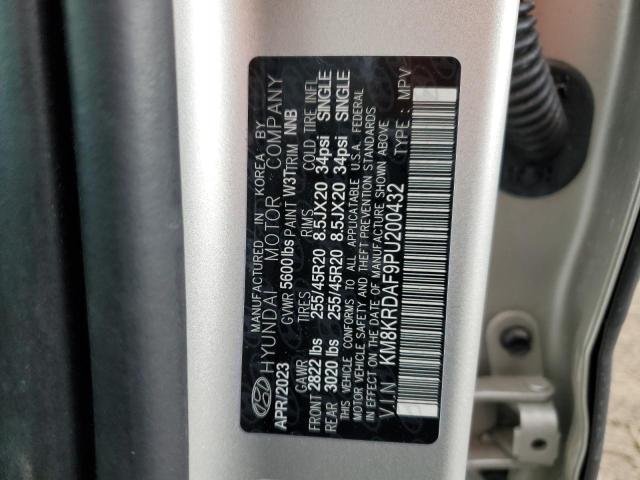 MANUFACTURED IN KOREA BY
HYUNDAI MOTOR COMPANY
APR/2023 GVWR 5600 lbs PAINT W3T TRIM NNB
GAWR TIRES RIMS COLD TIRE INFL
FRONT 2822 lbs 255/45R20 8.5JX20 34psi SINGLE
REAR 3020 lbs 255/45R20 8.5JX20 34psi SINGLE
THIS VEHICLE CONFORMS TO ALL APPLICABLE U.S.A. FEDERAL
MOTOR VEHICLE SAFETY AND THEFT PREVENTION STANDARDS
IN EFFECT ON THE DATE OF MANUFACTURE SHOWN ABOVE
V.I.N KM8KRDAF9PU200432 TYPE : MPV